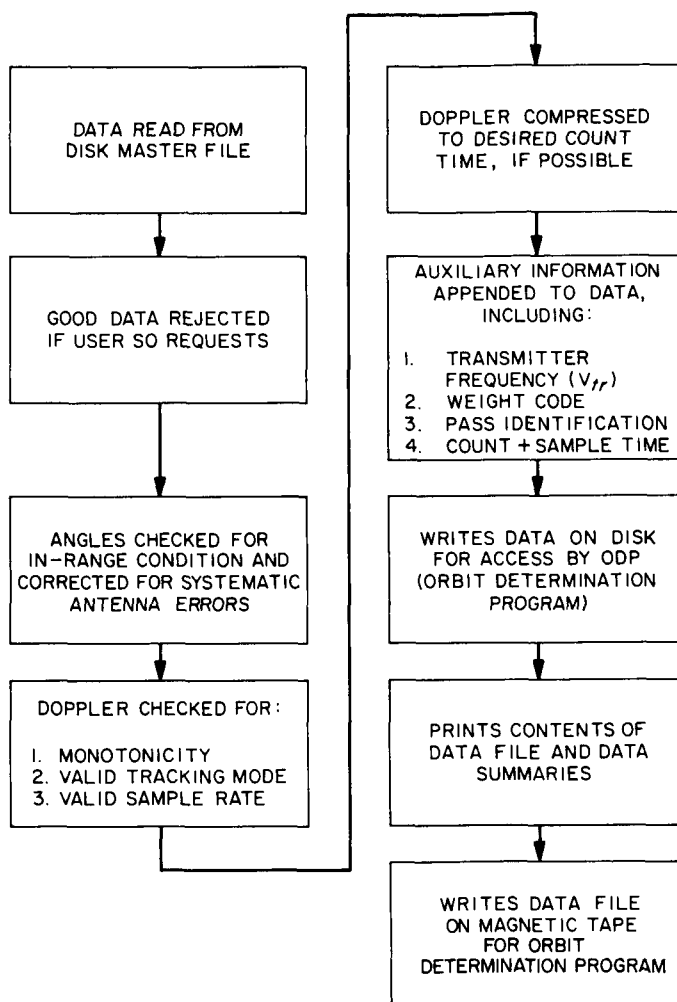 DATA READ FROM
DISK MASTER FILE
GOOD DATA REJECTED
IF USER SO REQUESTS
ANGLES CHECKED FOR
IN-RANGE CONDITION AND
CORRECTED FOR SYSTEMATIC
ANTENNA ERRORS
DOPPLER CHECKED FOR:
1. MONOTONICITY
2. VALID TRACKING MODE
3. VALID SAMPLE RATE
DOPPLER COMPRESSED
TO DESIRED COUNT
TIME, IF POSSIBLE
AUXILIARY INFORMATION
APPENDED TO DATA,
INCLUDING:
1. TRANSMITTER
FREQUENCY (Vtr)
2. WEIGHT CODE
3. PASS IDENTIFICATION
4. COUNT + SAMPLE TIME
WRITES DATA ON DISK
FOR ACCESS BY ODP
(ORBIT DETERMINATION
PROGRAM)
PRINTS CONTENTS OF
DATA FILE AND DATA
SUMMARIES
WRITES DATA FILE
ON MAGNETIC TAPE
FOR ORBIT
DETERMINATION PROGRAM